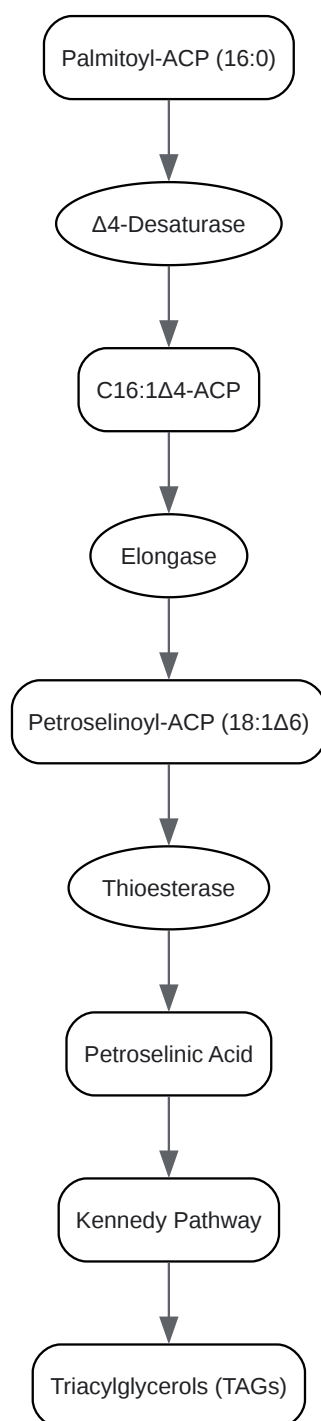 Palmitoyl-ACP (16:0)
Δ4-Desaturase
C16:1Δ4-ACP
Elongase
Petroselinoyl-ACP (18:1Δ6)
Thioesterase
Petroselinic Acid
Kennedy Pathway
Triacylglycerols (TAGs)